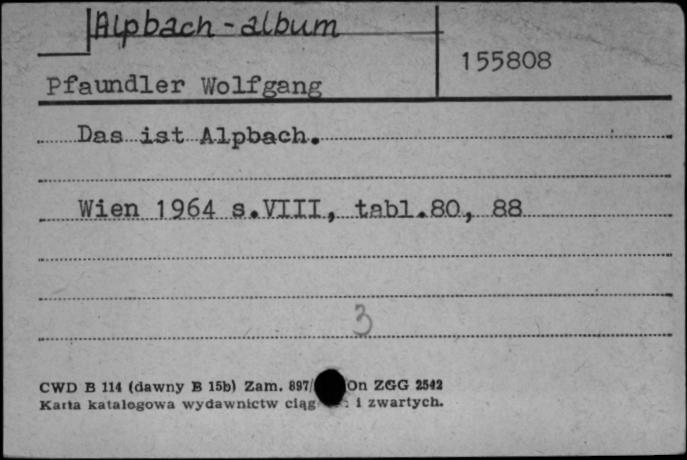 Alpbach-album
155808
Pfaundler Wolfgang
Das ist Alpbach.
Wien 1964 s.VIII, tabl.80, 88
3
CWD B 114 (dawny B 15b) Zam. 897/ On ZGG 2542
Karta katalogowa wydawnictw ciąg i zwartych.